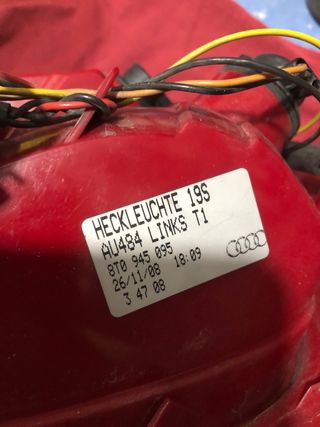 HECKLEUCHTE 19S
AU484 LINKS T1
8T0 945 095
26/11/08 18:09
3 47 08